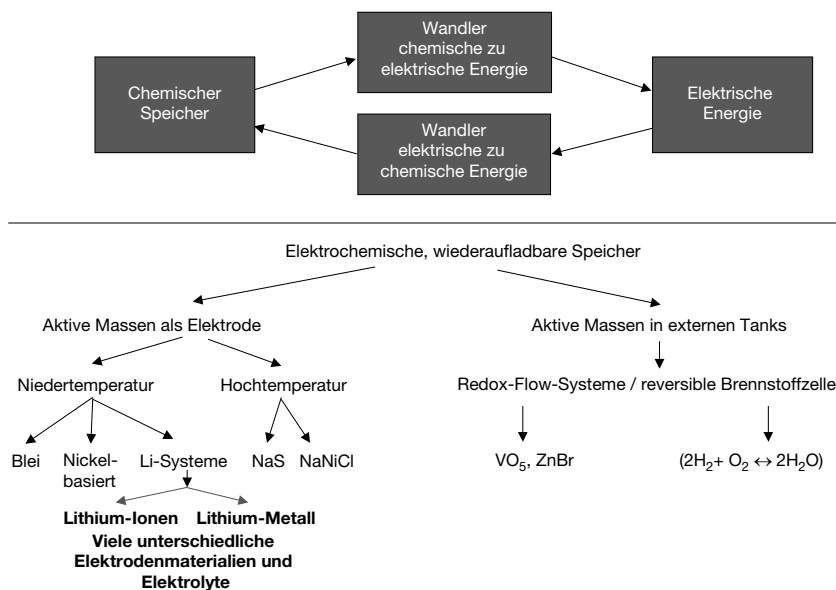 Wandler
chemische zu
elektrische Energie
Chemischer
Speicher
Elektrische
Energie
Wandler
elektrische zu
chemische Energie
Elektrochemische, wiederaufladbare Speicher
Aktive Massen als Elektrode
Aktive Massen in externen Tanks
Niedertemperatur
Hochtemperatur
Redox-Flow-Systeme / reversible Brennstoffzelle
Blei
Nickel-
basiert
Li-Systeme
NaS
NaNiCl
VO₅, ZnBr
(2H₂+ O₂ ↔ 2H₂O)
Lithium-Ionen
Lithium-Metall
Viele unterschiedliche
Elektrodenmaterialien und
Elektrolyte